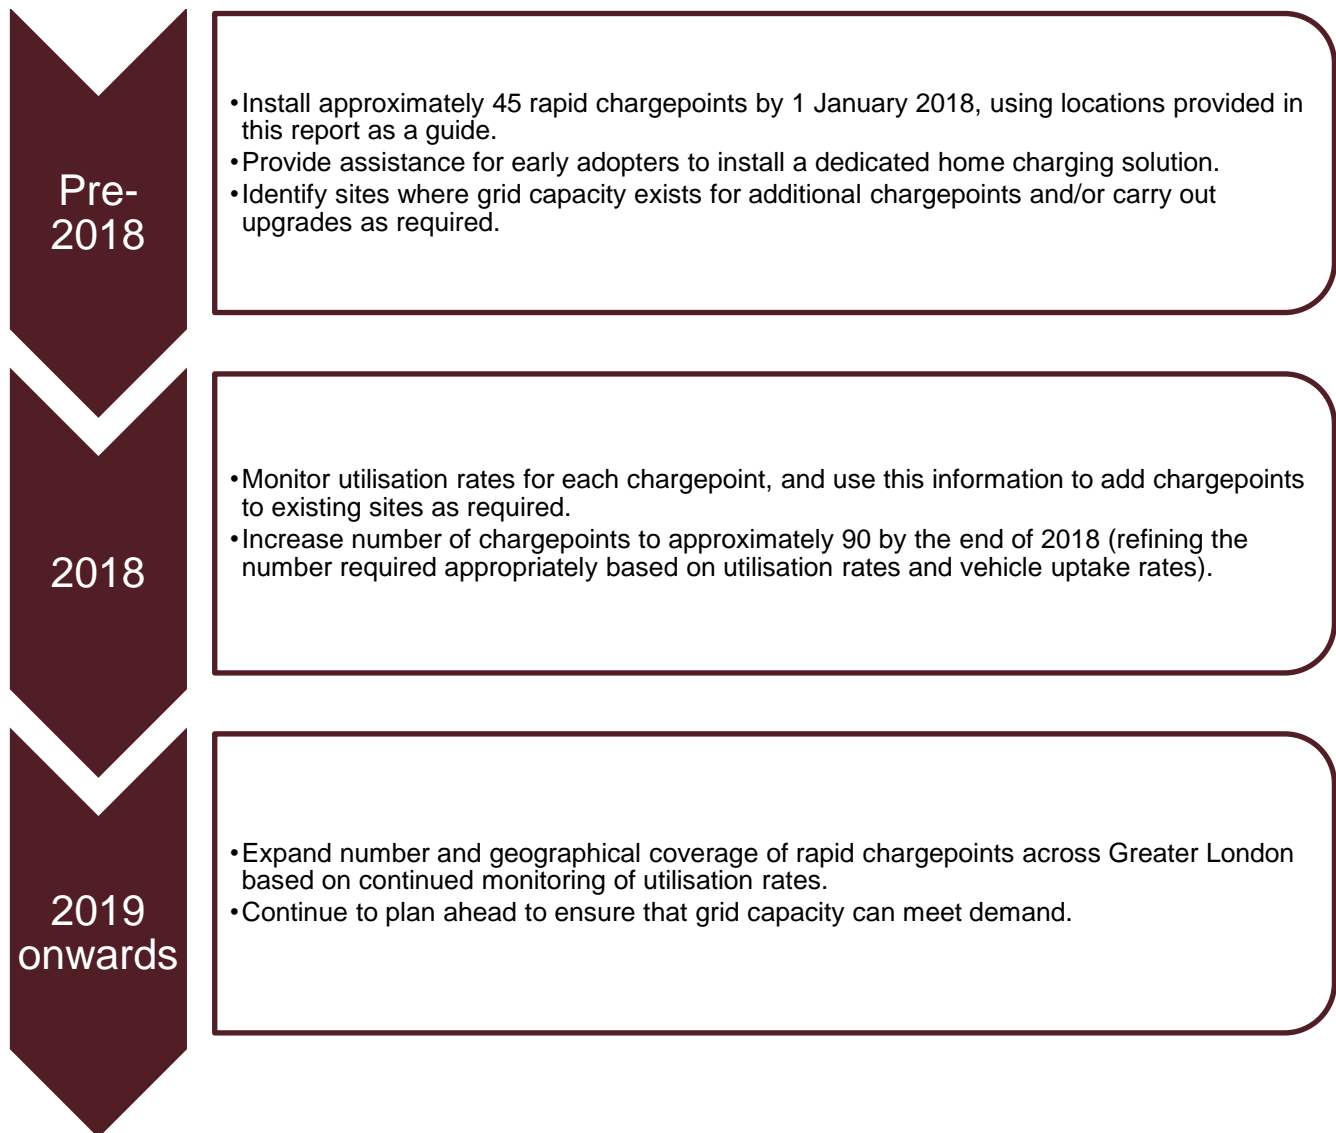 Pre-
2018
•Install approximately 45 rapid chargepoints by 1 January 2018, using locations provided in
this report as a guide.
•Provide assistance for early adopters to install a dedicated home charging solution.
•Identify sites where grid capacity exists for additional chargepoints and/or carry out
upgrades as required.
2018
•Monitor utilisation rates for each chargepoint, and use this information to add chargepoints
to existing sites as required.
•Increase number of chargepoints to approximately 90 by the end of 2018 (refining the
number required appropriately based on utilisation rates and vehicle uptake rates).
2019
onwards
•Expand number and geographical coverage of rapid chargepoints across Greater London
based on continued monitoring of utilisation rates.
•Continue to plan ahead to ensure that grid capacity can meet demand.